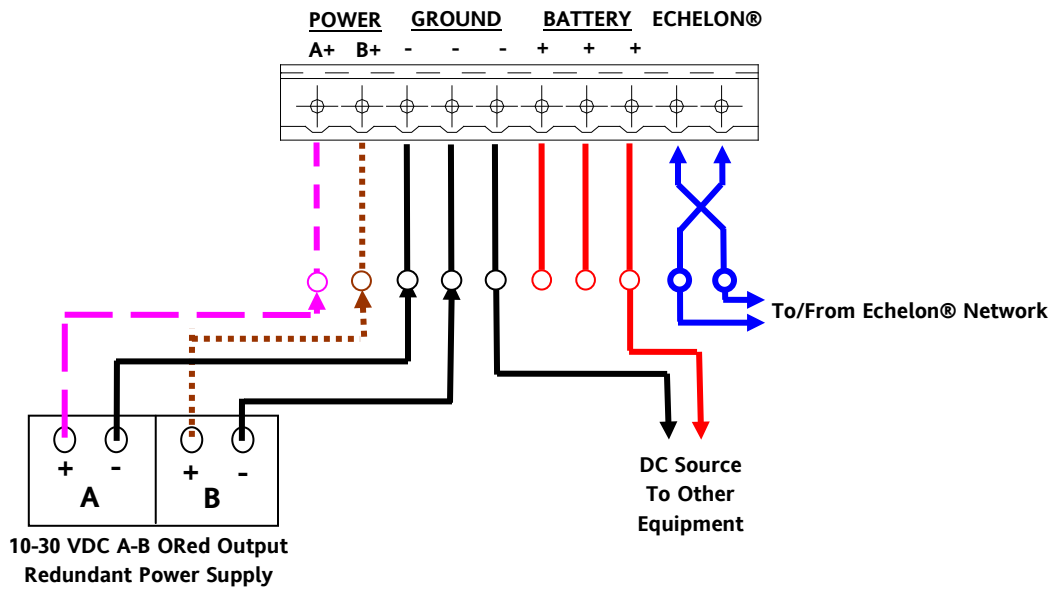 POWER GROUND BATTERY ECHELON®
A+ B+ - - - + + +
To/From Echelon® Network
+ - + -
A B
DC Source
To Other
Equipment
10-30 VDC A-B ORed Output
Redundant Power Supply